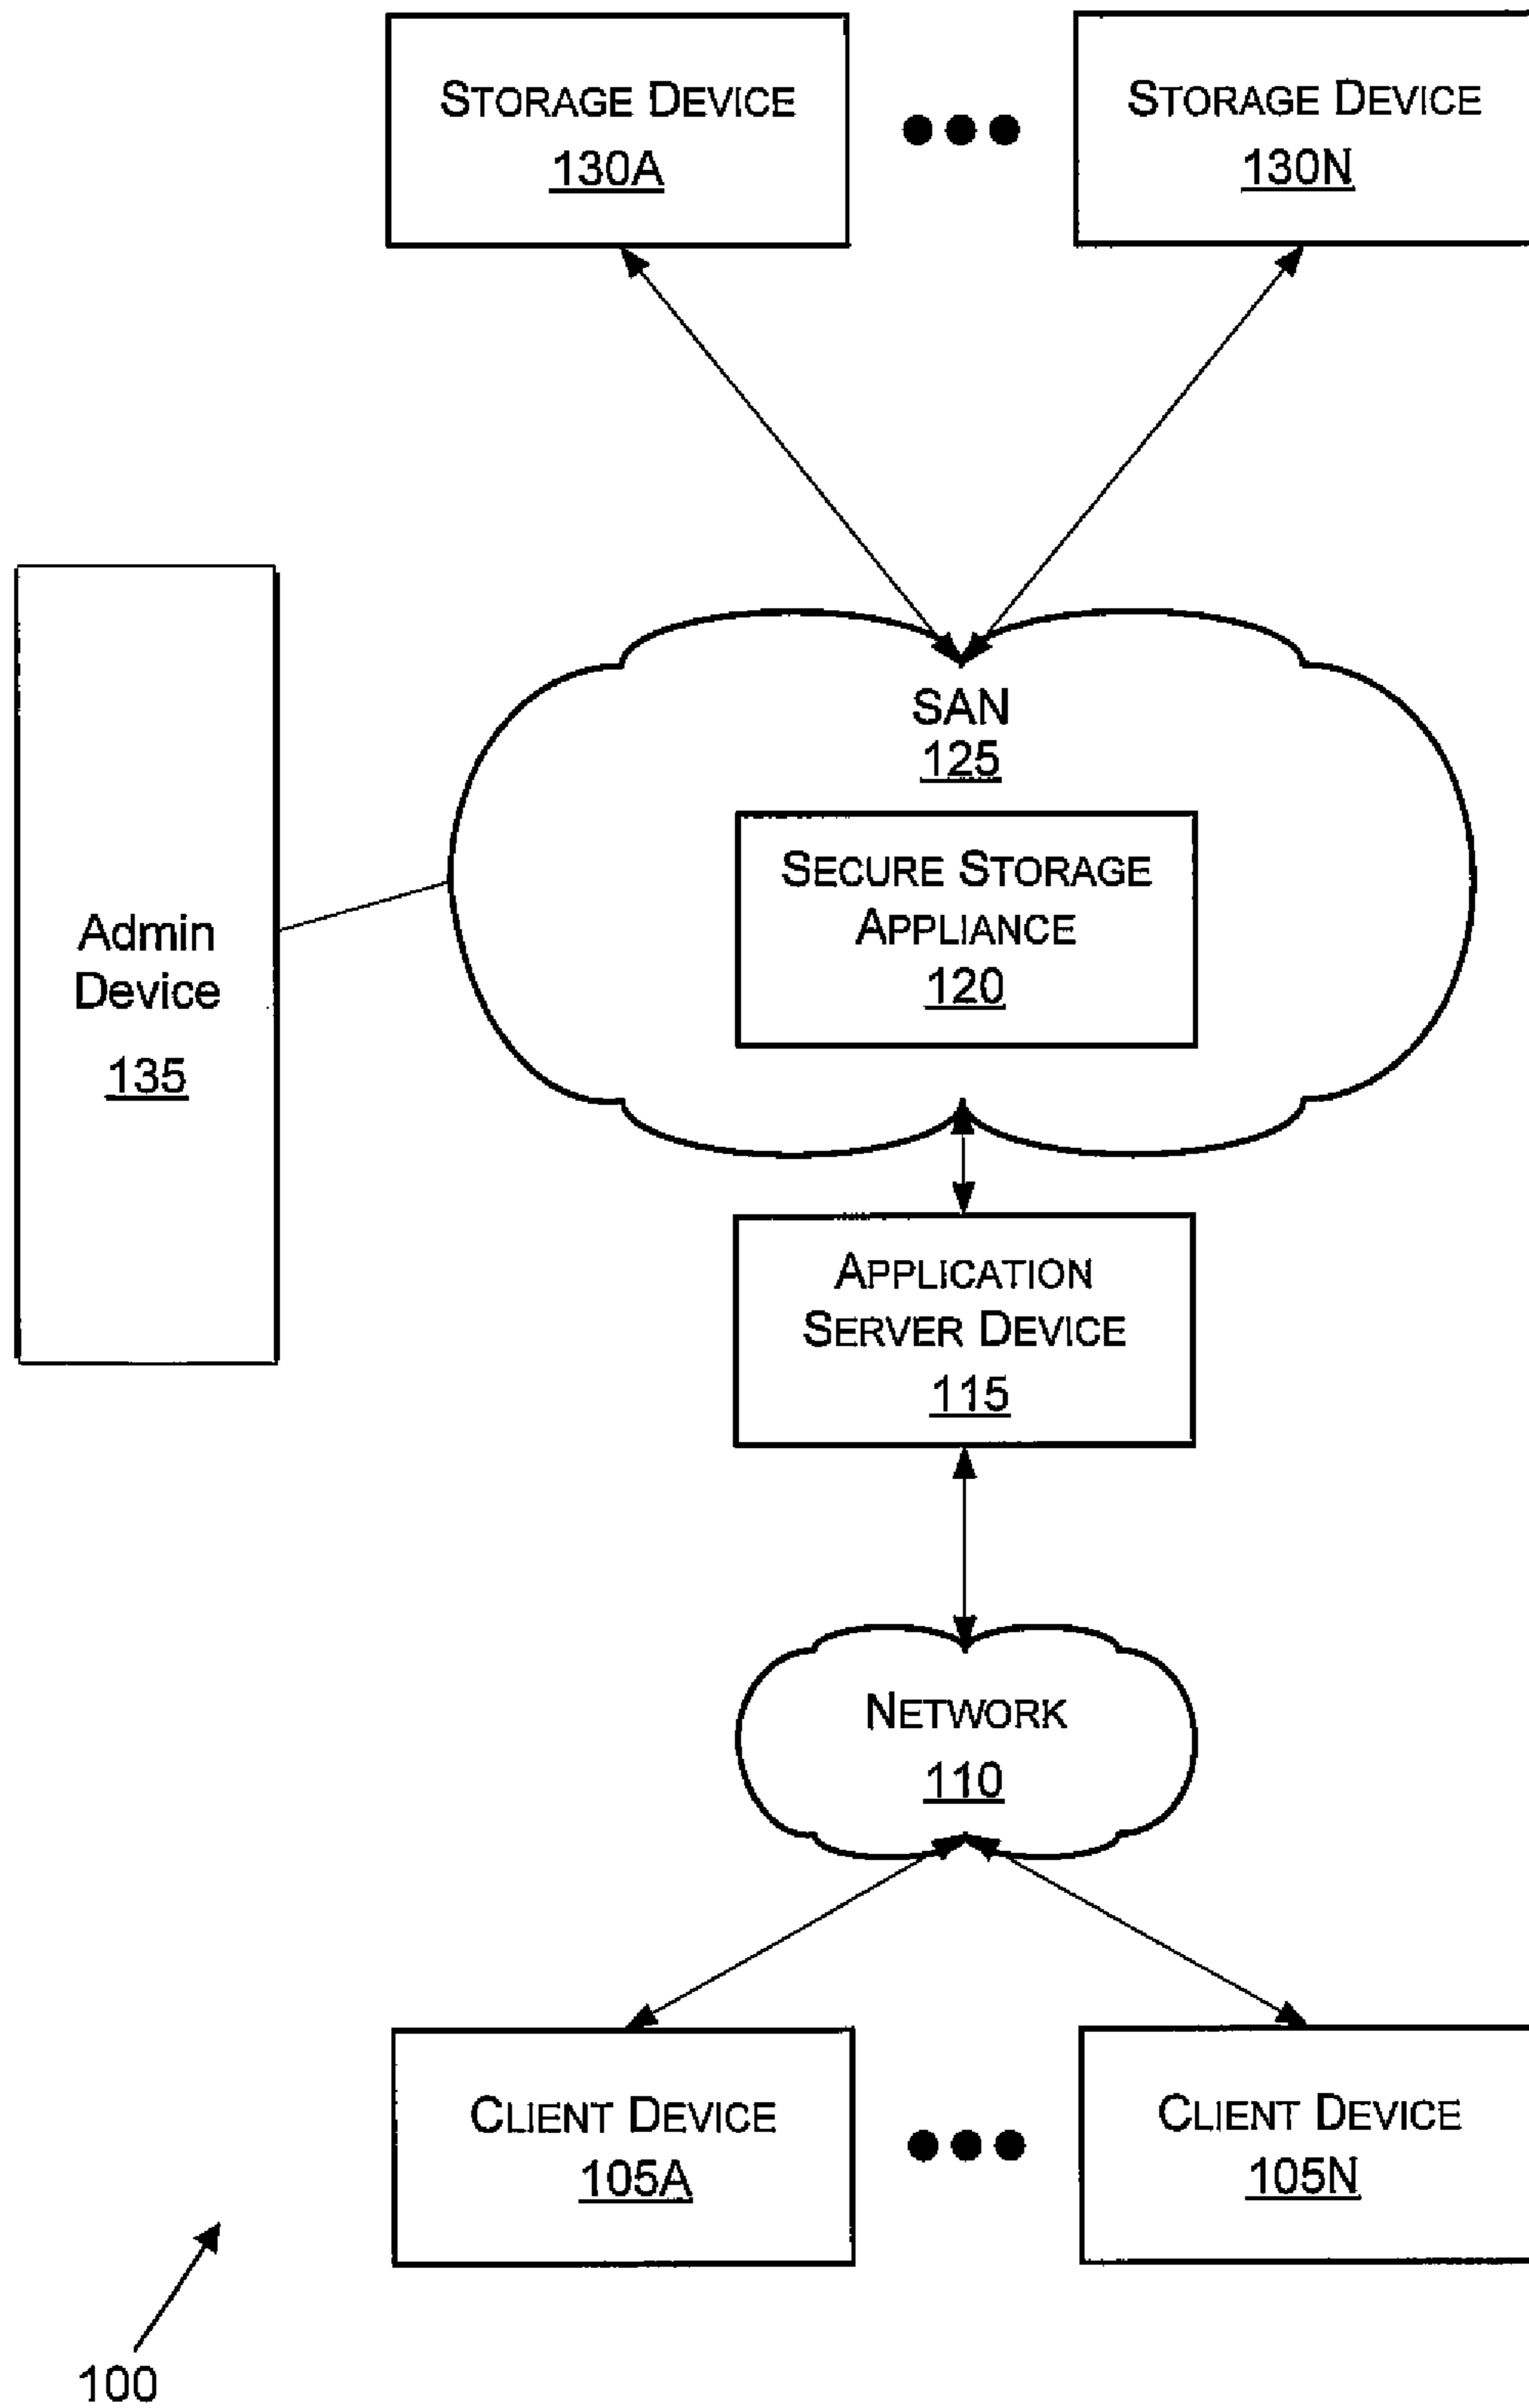 STORAGE DEVICE
130A
STORAGE DEVICE
130N
SAN
125
SECURE STORAGE
APPLIANCE
120
Admin
Device
135
APPLICATION
SERVER DEVICE
115
NETWORK
110
CLIENT DEVICE
105A
CLIENT DEVICE
105N
100